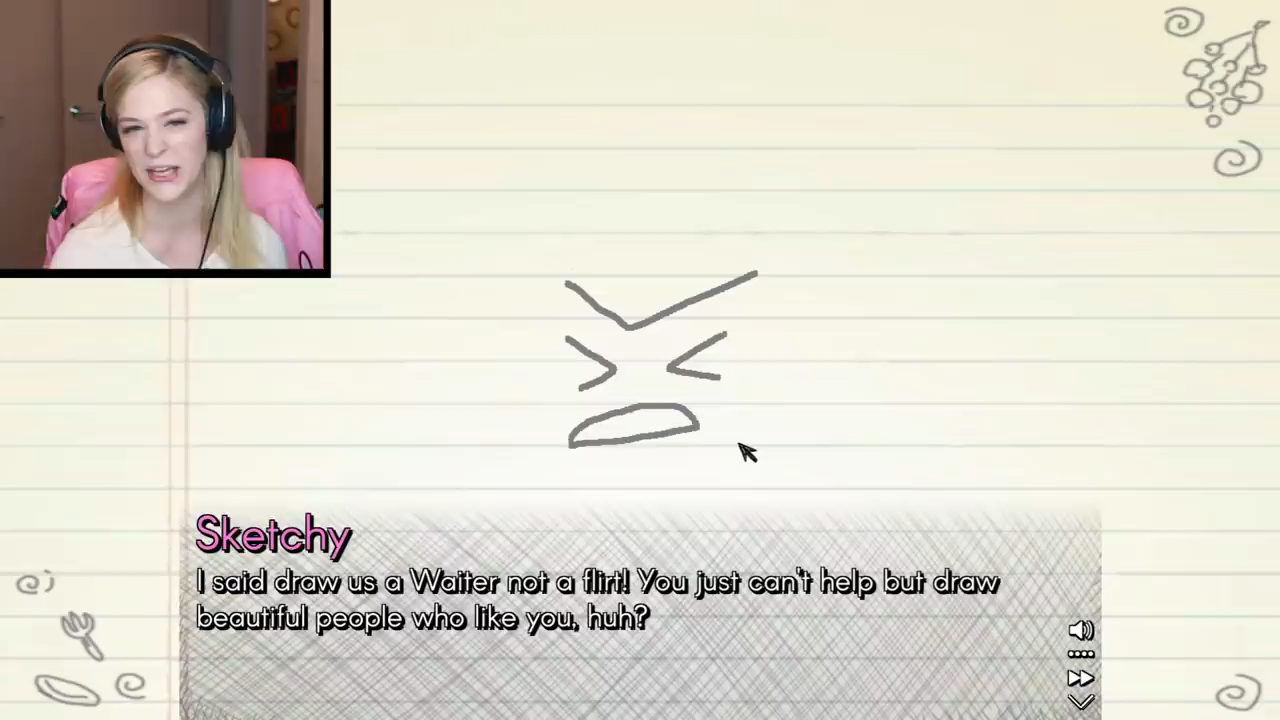 Sketchy
I said draw us a Waiter not a flirt! You just can't help but draw
beautiful people who like you, huh?